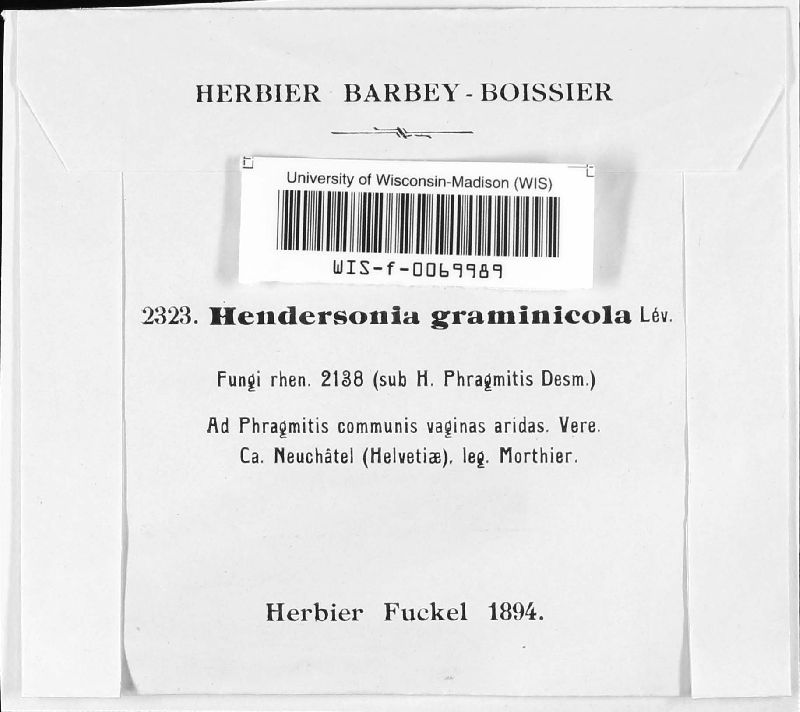 HERBIER BARBEY-BOISSIER
University of Wisconsin-Madison (WIS)
WIS-f-0069989
2323. Hendersonia graminicola Lév.
Fungi rhen. 2138 (sub H. Phragmitis Desm.)
Ad Phragmitis communis vaginas aridas. Vere.
Ca. Neuchâtel (Helvetiæ), leg. Morthier.
Herbier Fuckel 1894.